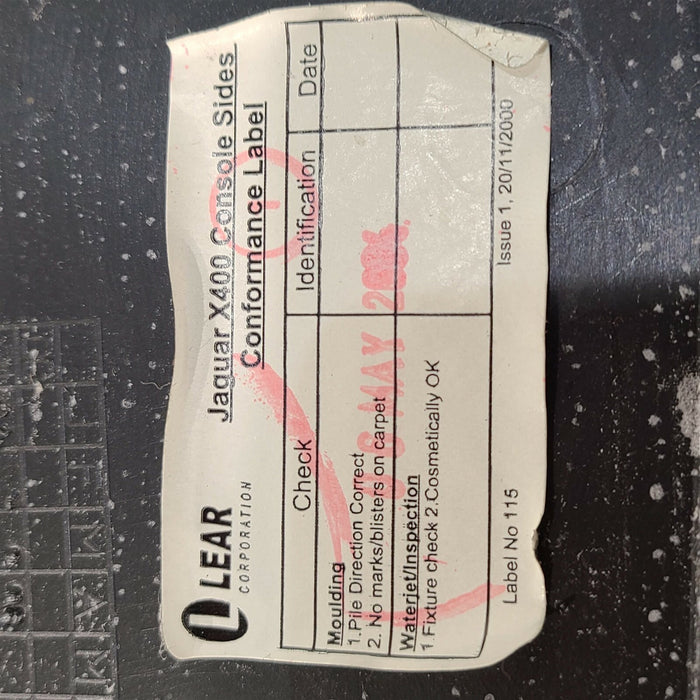 LEAR
CORPORATION
Jaguar X400 Console Sides
Conformance Label
Check Identification Date
Moulding
1.Pile Direction Correct
2. No marks/blisters on carpet
MAY
Waterjet/Inspection
1.Fixture check 2.Cosmetically OK
Label No 115 Issue 1, 20/11/2000